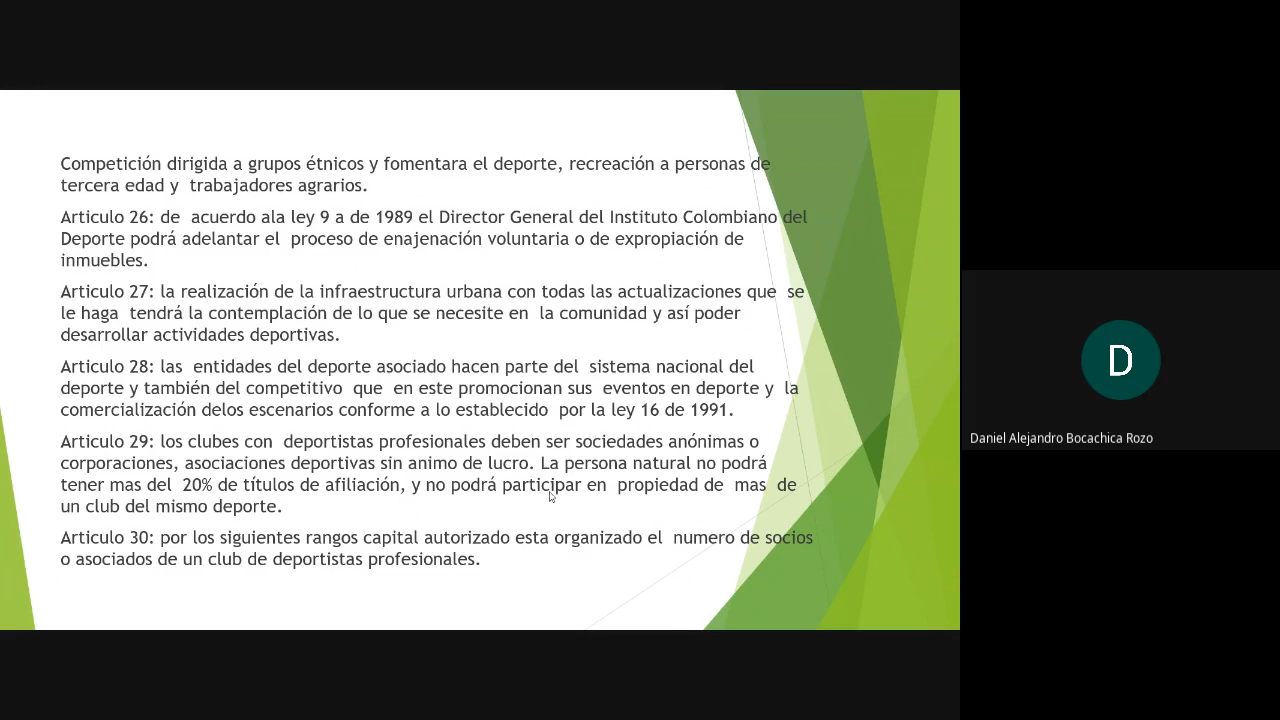 Competición dirigida a grupos étnicos y fomentara el deporte, recreación a personas de
tercera edad y  trabajadores agrarios.
Articulo 26: de  acuerdo ala ley 9 a de 1989 el Director General del Instituto Colombiano del
Deporte podrá adelantar el  proceso de enajenación voluntaria o de expropiación de
inmuebles.
Articulo 27: la realización de la infraestructura urbana con todas las actualizaciones que  se
le haga  tendrá la contemplación de lo que se necesite en  la comunidad y así poder
desarrollar actividades deportivas.
Articulo 28: las  entidades del deporte asociado hacen parte del  sistema nacional del
deporte y también del competitivo  que  en este promocionan sus  eventos en deporte y  la
comercialización delos escenarios conforme a lo establecido  por la ley 16 de 1991.
Articulo 29: los clubes con  deportistas profesionales deben ser sociedades anónimas o
corporaciones, asociaciones deportivas sin animo de lucro. La persona natural no podrá
tener mas del  20% de títulos de afiliación, y no podrá participar en  propiedad de  mas  de
un club del mismo deporte.
Articulo 30: por los siguientes rangos capital autorizado esta organizado el  numero de socios
o asociados de un club de deportistas profesionales.
D
Daniel Alejandro Bocachica Rozo